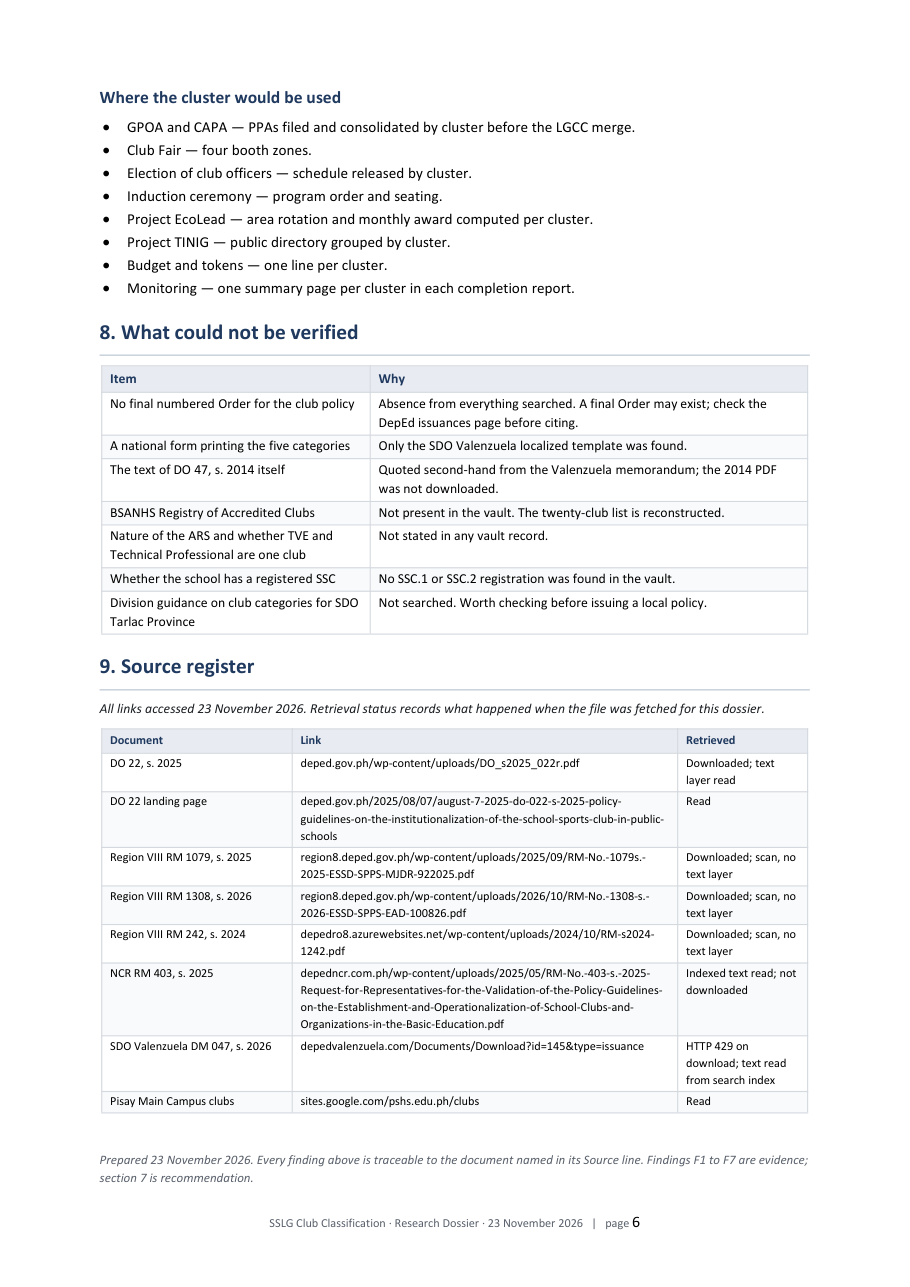 Where the cluster would be used
• GPOA and CAPA — PPAs filed and consolidated by cluster before the LGCC merge.
• Club Fair — four booth zones.
• Election of club officers — schedule released by cluster.
• Induction ceremony — program order and seating.
• Project EcoLead — area rotation and monthly award computed per cluster.
• Project TINIG — public directory grouped by cluster.
• Budget and tokens — one line per cluster.
• Monitoring — one summary page per cluster in each completion report.
8. What could not be verified
Item
Why
No final numbered Order for the club policy
Absence from everything searched. A final Order may exist; check the
DepEd issuances page before citing.
A national form printing the five categories
Only the SDO Valenzuela localized template was found.
The text of DO 47, s. 2014 itself
Quoted second-hand from the Valenzuela memorandum; the 2014 PDF
was not downloaded.
BSANHS Registry of Accredited Clubs
Not present in the vault. The twenty-club list is reconstructed.
Nature of the ARS and whether TVE and
Technical Professional are one club
Not stated in any vault record.
Whether the school has a registered SSC
No SSC.1 or SSC.2 registration was found in the vault.
Division guidance on club categories for SDO
Tarlac Province
Not searched. Worth checking before issuing a local policy.
9. Source register
All links accessed 23 November 2026. Retrieval status records what happened when the file was fetched for this dossier.
Document
Link
Retrieved
DO 22, s. 2025
deped.gov.ph/wp-content/uploads/DO_s2025_022r.pdf
Downloaded; text
layer read
DO 22 landing page
deped.gov.ph/2025/08/07/august-7-2025-do-022-s-2025-policy-
guidelines-on-the-institutionalization-of-the-school-sports-club-in-public-
schools
Read
Region VIII RM 1079, s. 2025
region8.deped.gov.ph/wp-content/uploads/2025/09/RM-No.-1079s.-
2025-ESSD-SPPS-MJDR-922025.pdf
Downloaded; scan, no
text layer
Region VIII RM 1308, s. 2026
region8.deped.gov.ph/wp-content/uploads/2026/10/RM-No.-1308-s.-
2026-ESSD-SPPS-EAD-100826.pdf
Downloaded; scan, no
text layer
Region VIII RM 242, s. 2024
depedro8.azurewebsites.net/wp-content/uploads/2024/10/RM-s2024-
1242.pdf
Downloaded; scan, no
text layer
NCR RM 403, s. 2025
depedncr.com.ph/wp-content/uploads/2025/05/RM-No.-403-s.-2025-
Request-for-Representatives-for-the-Validation-of-the-Policy-Guidelines-
on-the-Establishment-and-Operationalization-of-School-Clubs-and-
Organizations-in-the-Basic-Education.pdf
Indexed text read; not
downloaded
SDO Valenzuela DM 047, s. 2026
depedvalenzuela.com/Documents/Download?id=145&type=issuance
HTTP 429 on
download; text read
from search index
Pisay Main Campus clubs
sites.google.com/pshs.edu.ph/clubs
Read
Prepared 23 November 2026. Every finding above is traceable to the document named in its Source line. Findings F1 to F7 are evidence;
section 7 is recommendation.
SSLG Club Classification · Research Dossier · 23 November 2026 | page 6